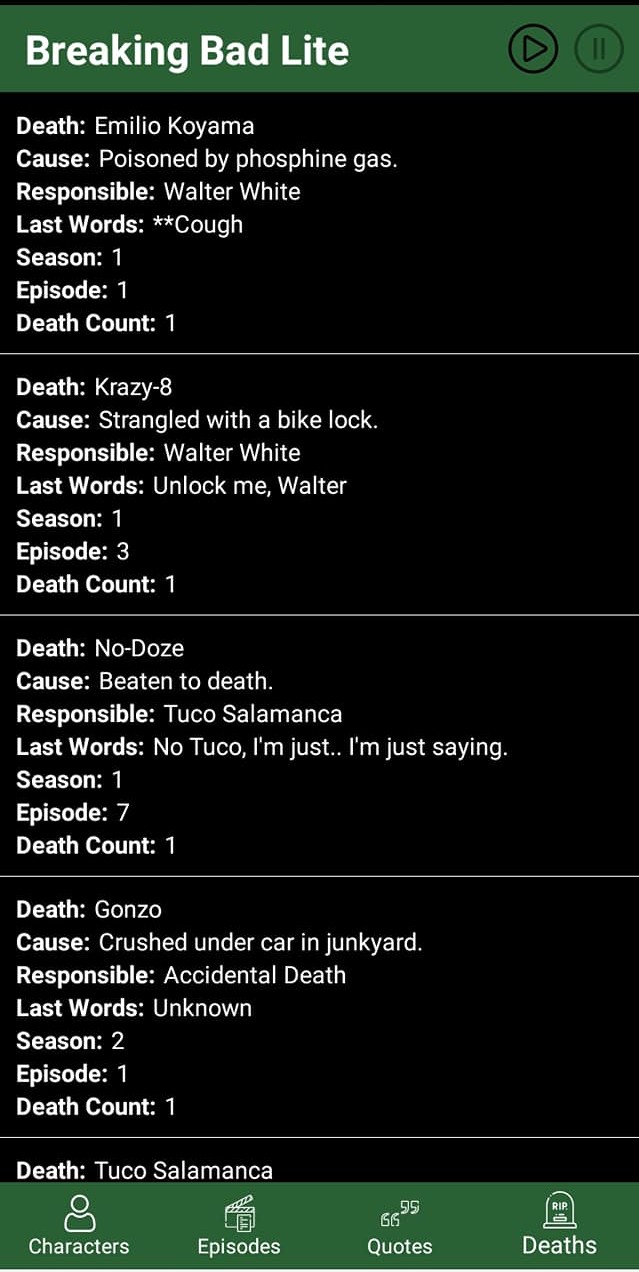 Breaking Bad Lite
Death: Emilio Koyama
Cause: Poisoned by phosphine gas.
Responsible: Walter White
Last Words: **Cough
Season: 1
Episode: 1
Death Count: 1
Death: Krazy-8
Cause: Strangled with a bike lock.
Responsible: Walter White
Last Words: Unlock me, Walter
Season: 1
Episode: 3
Death Count: 1
Death: No-Doze
Cause: Beaten to death.
Responsible: Tuco Salamanca
Last Words: No Tuco, I'm just.. I'm just saying.
Season: 1
Episode: 7
Death Count: 1
Death: Gonzo
Cause: Crushed under car in junkyard.
Responsible: Accidental Death
Last Words: Unknown
Season: 2
Episode: 1
Death Count: 1
Death: Tuco Salamanca
RIP
Characters Episodes Quotes Deaths